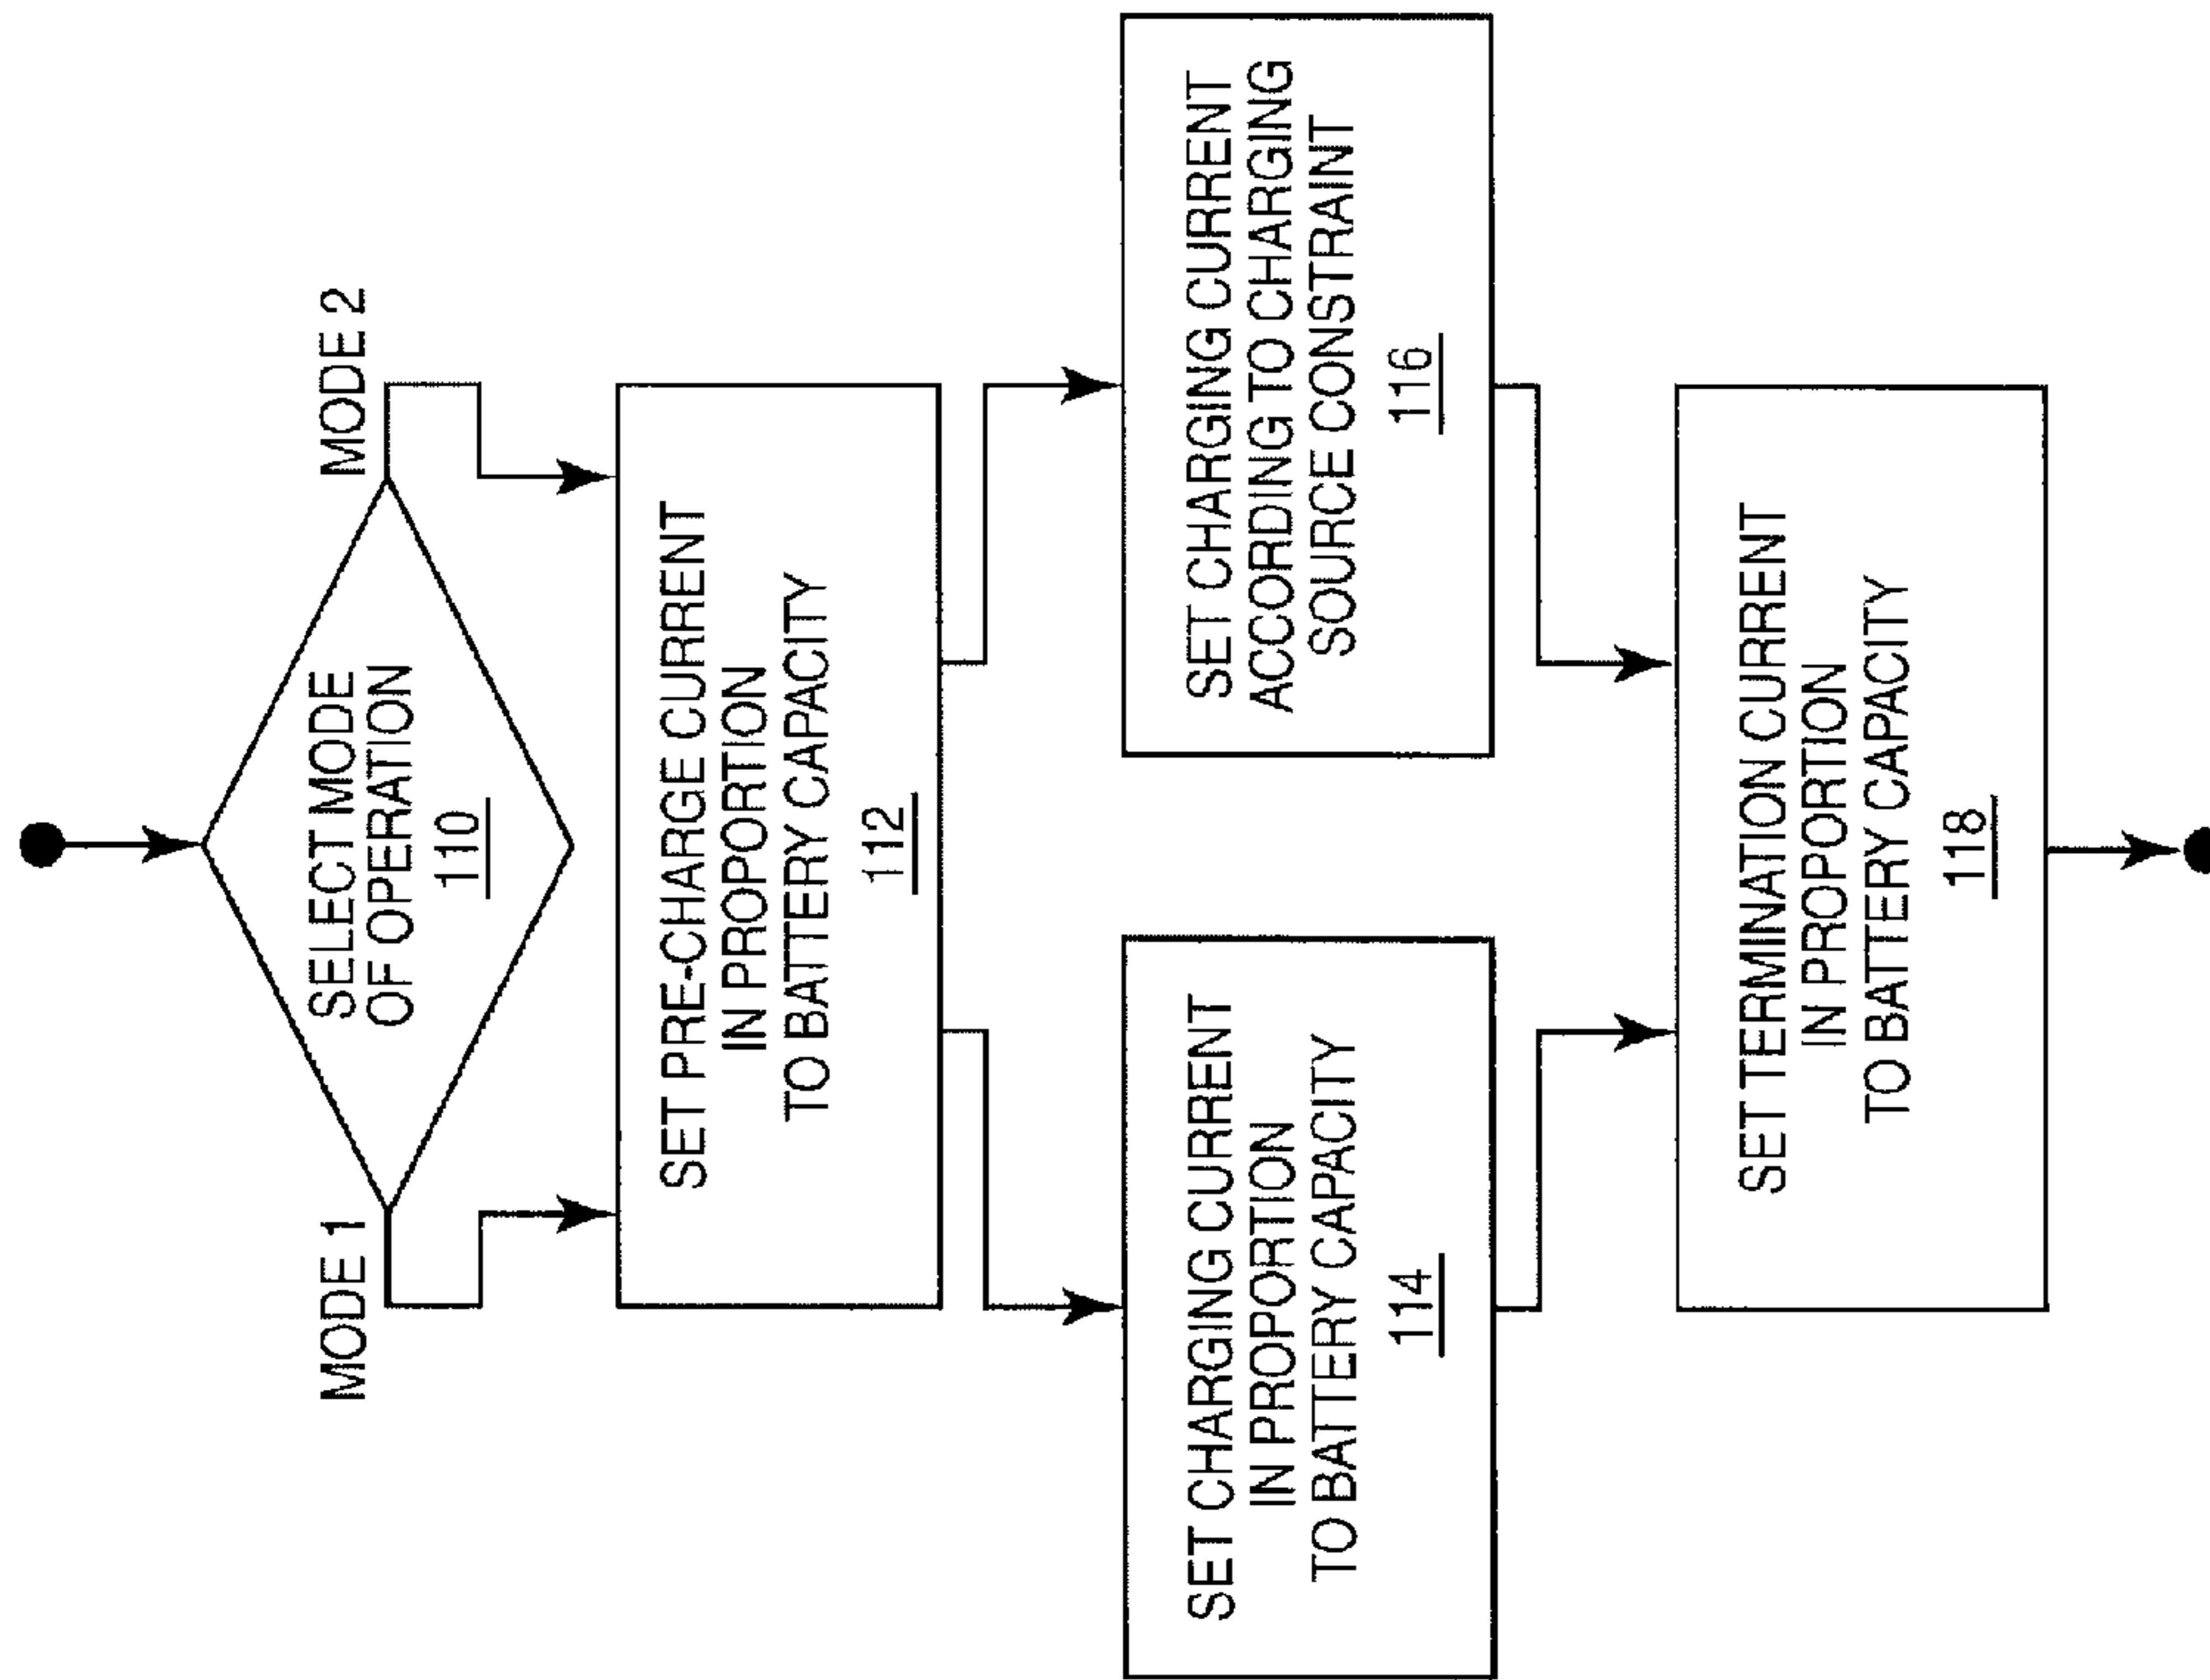 SELECT MODE
OF OPERATION
110
MODE 1
MODE 2
SET PRE-CHARGE CURRENT
IN PROPORTION
TO BATTERY CAPACITY
112
SET CHARGING CURRENT
IN PROPORTION
TO BATTERY CAPACITY
114
SET CHARGING CURRENT
ACCORDING TO CHARGING
SOURCE CONSTRAINT
116
SET TERMINATION CURRENT
IN PROPORTION
TO BATTERY CAPACITY
118